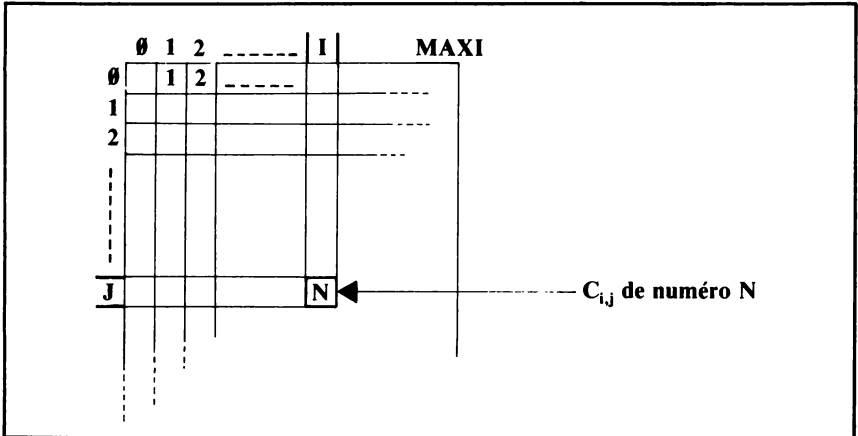 Ø 1 2 ------ I MAXI
Ø 1 2 -----
1
2
J N C_{i,j} de numéro N